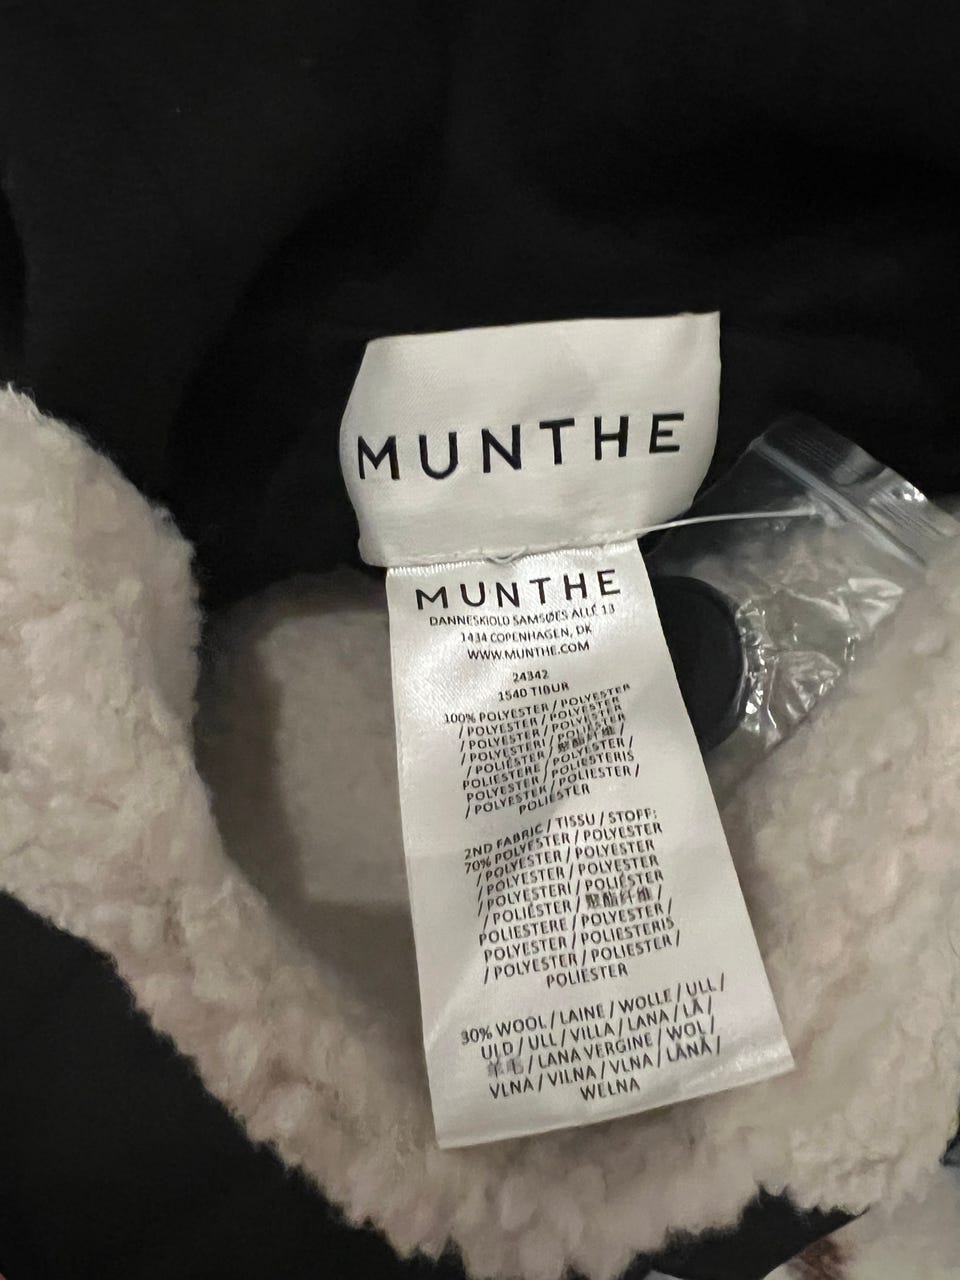 MUNTHE
MUNTHE
DANNESKIOLD SAMSØES ALLÉ 13
1434 COPENHAGEN, DK
WWW.MUNTHE.COM
24342
1540 TIBUR
100% POLYESTER / POLYESTER
/ POLYESTER / POLYESTER
/ POLYESTERI / POLYESTER
/ POLIÉSTER / 聚酯纤维 /
POLIESTERE / POLYESTER /
POLYESTER / POLIESTERIS
/ POLYESTER / POLIESTER /
POLIESTER
2ND FABRIC / TISSU / STOFF:
70% POLYESTER / POLYESTER
/ POLYESTER / POLYESTER
/ POLYESTERI / POLYESTER
/ POLIÉSTER / 聚酯纤维 /
POLIESTERE / POLYESTER /
POLYESTER / POLIESTERIS
/ POLYESTER / POLIESTER /
POLIESTER
30% WOOL / LAINE / WOLLE / ULL /
ULD / ULL / VILLA / LANA / LÃ /
羊毛 / LANA VERGINE / WOL /
VLNA / VILNA / VLNA / LÂNĂ /
WEŁNA